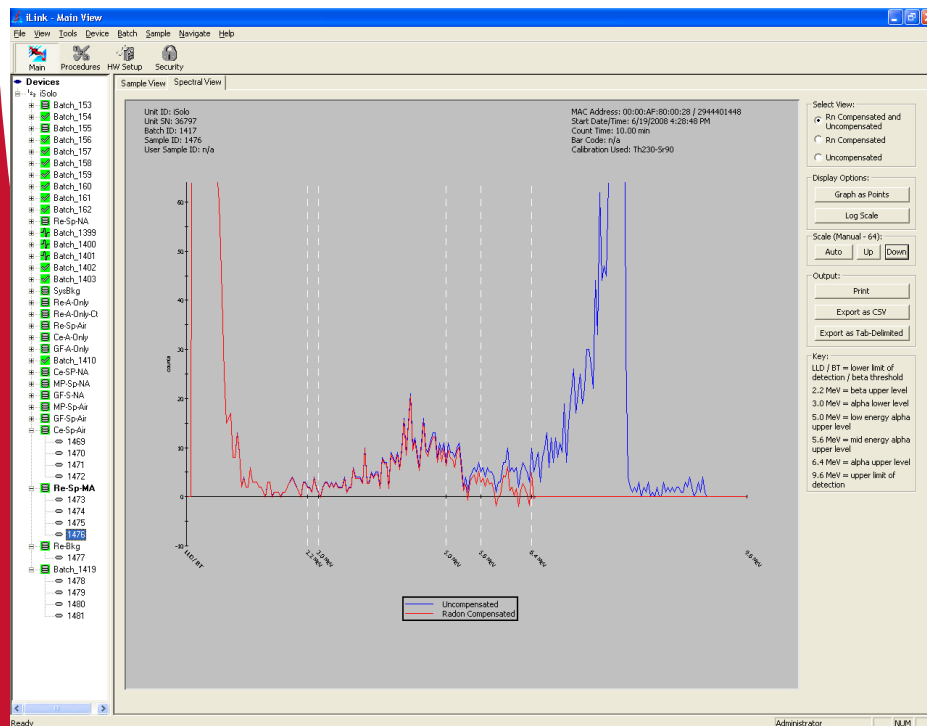 iLink - Main View
File View Tools Device Batch Sample Navigate Help
Main Procedures HW Setup Security
Devices
iSolo
Batch_153
Batch_154
Batch_155
Batch_156
Batch_157
Batch_158
Batch_159
Batch_160
Batch_161
Batch_162
Re-Sp-NA
Batch_1399
Batch_1400
Batch_1401
Batch_1402
Batch_1403
SysBkg
Re-A-Only
Re-A-Only-Ct
Re-Sp-Air
Ce-A-Only
GF-A-Only
Batch_1410
Ce-SP-NA
MP-Sp-NA
GF-S-NA
MP-Sp-Air
GF-Sp-Air
Ce-Sp-Air
1469
1470
1471
1472
Re-Sp-MA
1473
1474
1475
1476
Re-Bkg
1477
Batch_1419
1478
1479
1480
1481
Sample View Spectral View
Unit ID: iSolo
Unit SN: 36797
Batch ID: 1417
Sample ID: 1476
User Sample ID: n/a
MAC Address: 00:00:AF:80:00:28 / 2944401448
Start Date/Time: 6/19/2008 4:28:48 PM
Count Time: 10.00 min
Bar Code: n/a
Calibration Used: Th230-Sr90
60
50
40
30
20
10
0
-10
counts
LLD / BT
2.2 MeV
3.0 MeV
5.0 MeV
5.6 MeV
6.4 MeV
9.6 MeV
Uncompensated
Radon Compensated
Select View:
Rn Compensated and
Uncompensated
Rn Compensated
Uncompensated
Display Options:
Graph as Points
Log Scale
Scale (Manual - 64):
Auto Up Down
Output:
Print
Export as CSV
Export as Tab-Delimited
Key:
LLD / BT = lower limit of
detection / beta threshold
2.2 MeV = beta upper level
3.0 MeV = alpha lower level
5.0 MeV = low energy alpha
upper level
5.6 MeV = mid energy alpha
upper level
6.4 MeV = alpha upper level
9.6 MeV = upper limit of
detection
Ready
Administrator
NUM